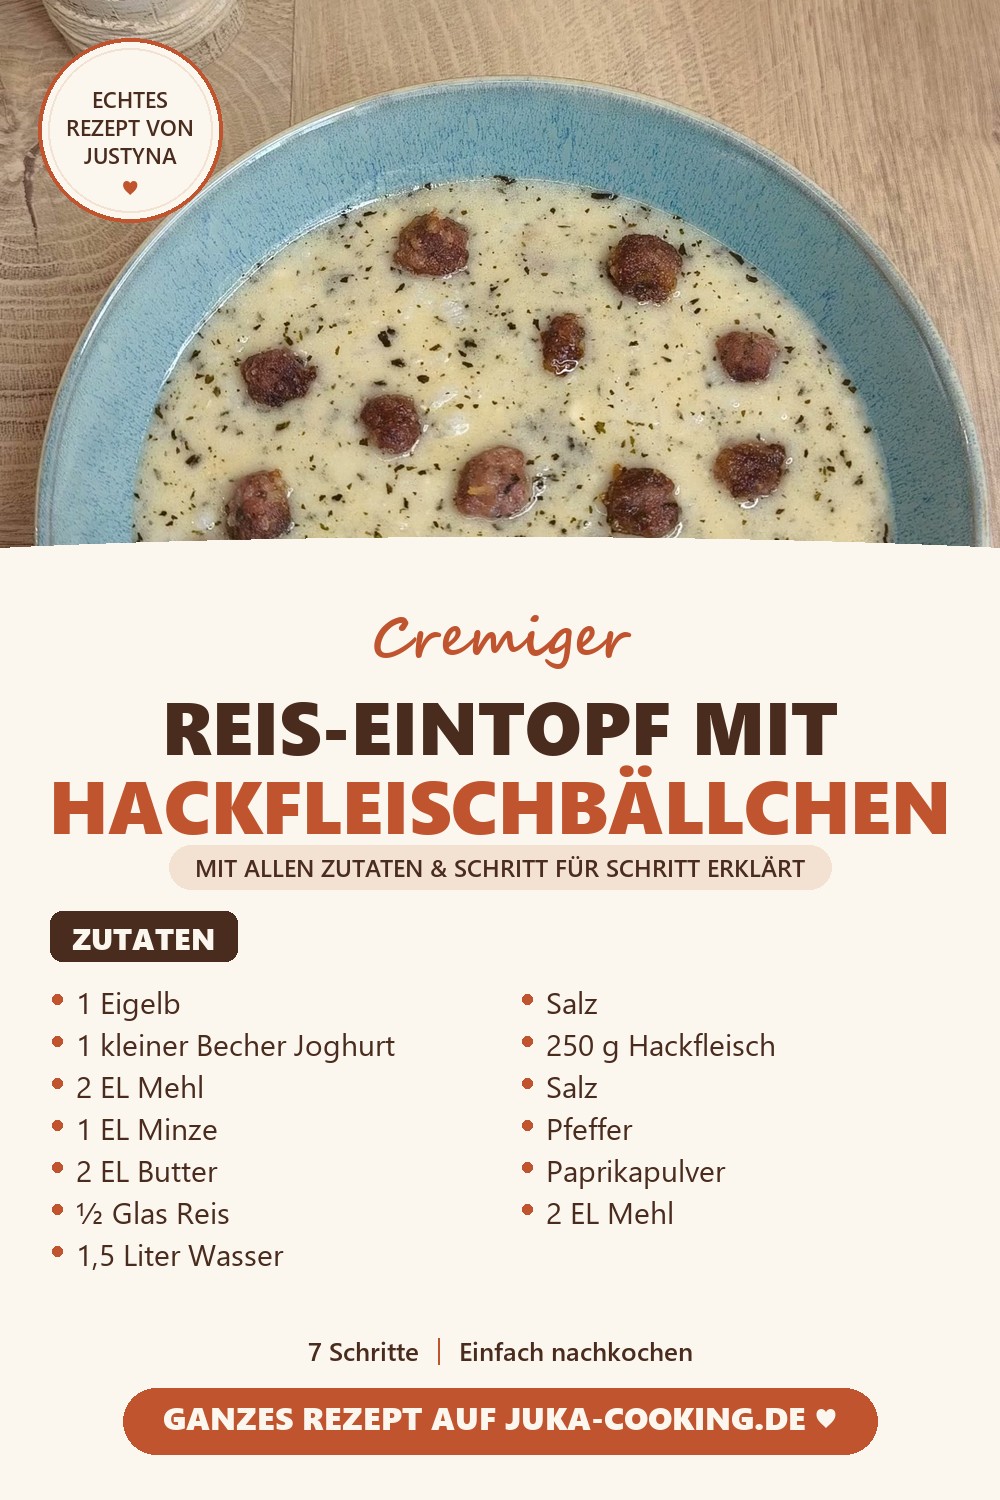 ECHTES
REZEPT VON
JUSTYNA
Cremiger
REIS-EINTOPF MIT
HACKFLEISCHBÄLLCHEN
MIT ALLEN ZUTATEN & SCHRITT FÜR SCHRITT ERKLÄRT
ZUTATEN
• 1 Eigelb
• 1 kleiner Becher Joghurt
• 2 EL Mehl
• 1 EL Minze
• 2 EL Butter
• ½ Glas Reis
• 1,5 Liter Wasser
• Salz
• 250 g Hackfleisch
• Salz
• Pfeffer
• Paprikapulver
• 2 EL Mehl
7 Schritte | Einfach nachkochen
GANZES REZEPT AUF JUKA-COOKING.DE ♥